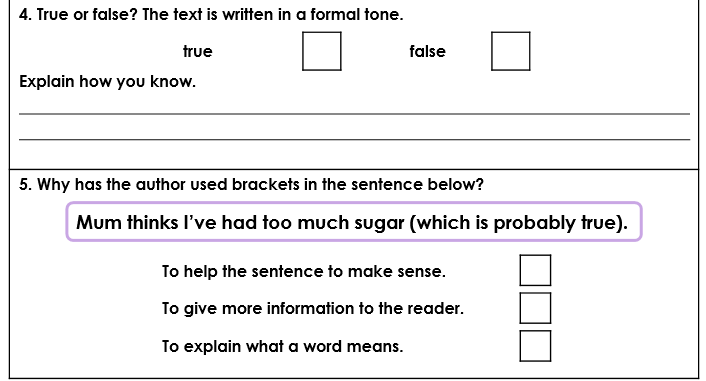 4. True or false? The text is written in a formal tone.
true false
Explain how you know.
5. Why has the author used brackets in the sentence below?
Mum thinks I've had too much sugar (which is probably true).
To help the sentence to make sense.
To give more information to the reader.
To explain what a word means.